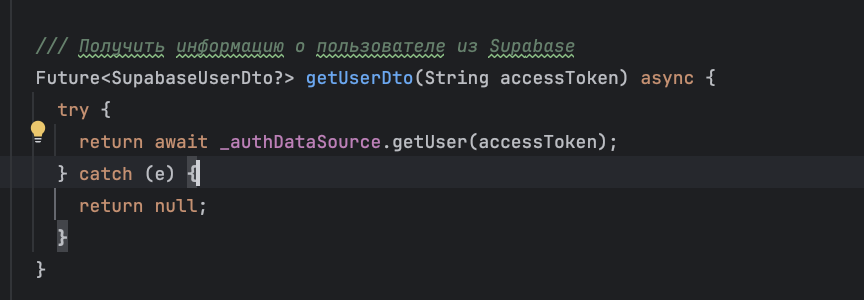 /// Получить информацию о пользователе из Supabase
Future<SupabaseUserDto?> getUserDto(String accessToken) async {
  try {
    return await _authDataSource.getUser(accessToken);
  } catch (e) {
    return null;
  }
}